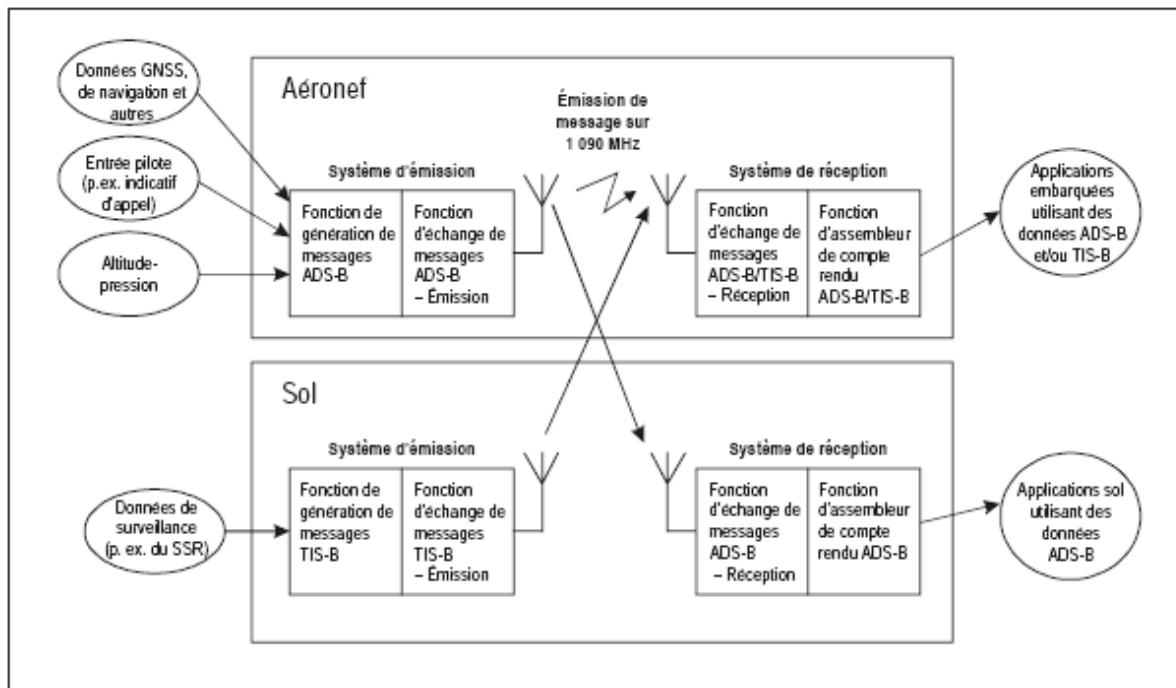 Données GNSS,
de navigation et
autres
Entrée pilote
(p.ex. indicatif
d'appel)
Altitude-
pression
Aéronef
Émission de
message sur
1 090 MHz
Système d'émission
Fonction de
génération de
messages
ADS-B
Fonction
d'échange de
messages
ADS-B
– Émission
Système de réception
Fonction
d'échange de
messages
ADS-B/TIS-B
– Réception
Fonction
d'assembleur
de compte
rendu
ADS-B/TIS-B
Applications
embarquées
utilisant des
données ADS-B
et/ou TIS-B
Sol
Données de
surveillance
(p. ex. du SSR)
Système d'émission
Fonction de
génération de
messages
TIS-B
Fonction
d'échange de
messages
TIS-B
– Émission
Système de réception
Fonction
d'échange de
messages
ADS-B
– Réception
Fonction
d'assembleur
de compte
rendu ADS-B
Applications sol
utilisant des
données
ADS-B